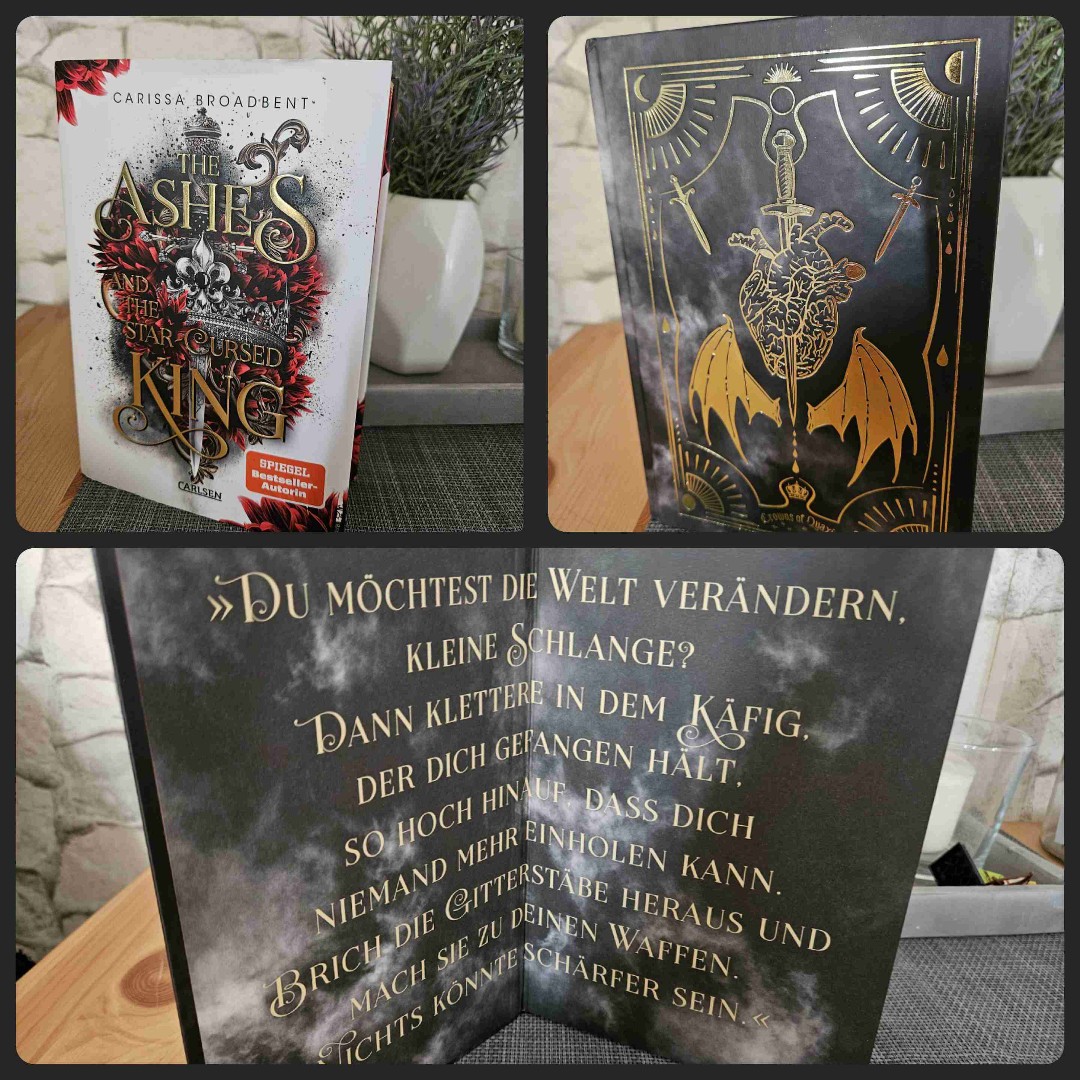 CARISSA BROADBENT
THE
ASHES
AND
THE
STAR-CURSED
KING
SPIEGEL
Bestseller-
Autorin
CARLSEN
Crowns of
»DU MÖCHTEST DIE WELT VERÄNDERN,
KLEINE SCHLANGE?
DANN KLETTERE IN DEM KÄFIG,
DER DICH GEFANGEN HÄLT,
SO HOCH HINAUF, DASS DICH
NIEMAND MEHR EINHOLEN KANN.
BRICH DIE GITTERSTÄBE HERAUS UND
MACH SIE ZU DEINEN WAFFEN.
NICHTS KÖNNTE SCHÄRFER SEIN.«